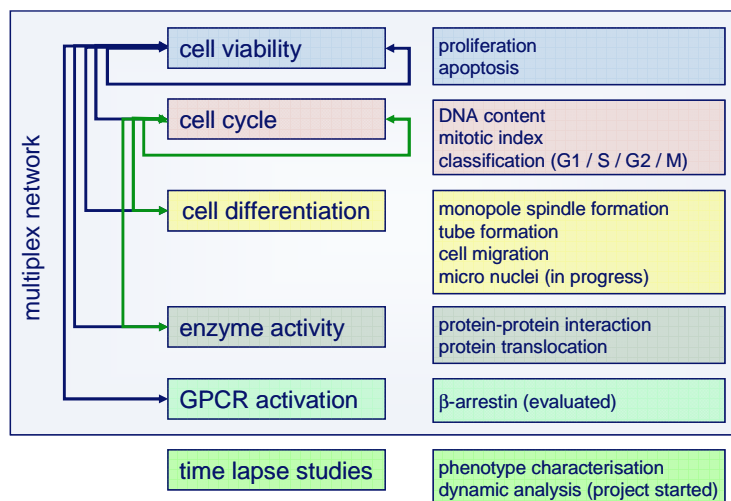 multiplex network
cell viability
proliferation
apoptosis
cell cycle
DNA content
mitotic index
classification (G1 / S / G2 / M)
cell differentiation
monopole spindle formation
tube formation
cell migration
micro nuclei (in progress)
enzyme activity
protein-protein interaction
protein translocation
GPCR activation
β-arrestin (evaluated)
time lapse studies
phenotype characterisation
dynamic analysis (project started)